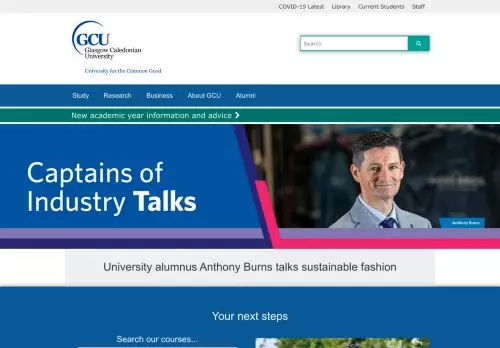 COVID-19 Latest Library Current Students Staff
GCU
Glasgow Caledonian
University
University for the Common Good
Search
Study Research Business About GCU Alumni
New academic year information and advice
Captains of
Industry Talks
Anthony Burns
University alumnus Anthony Burns talks sustainable fashion
Your next steps
Search our courses...